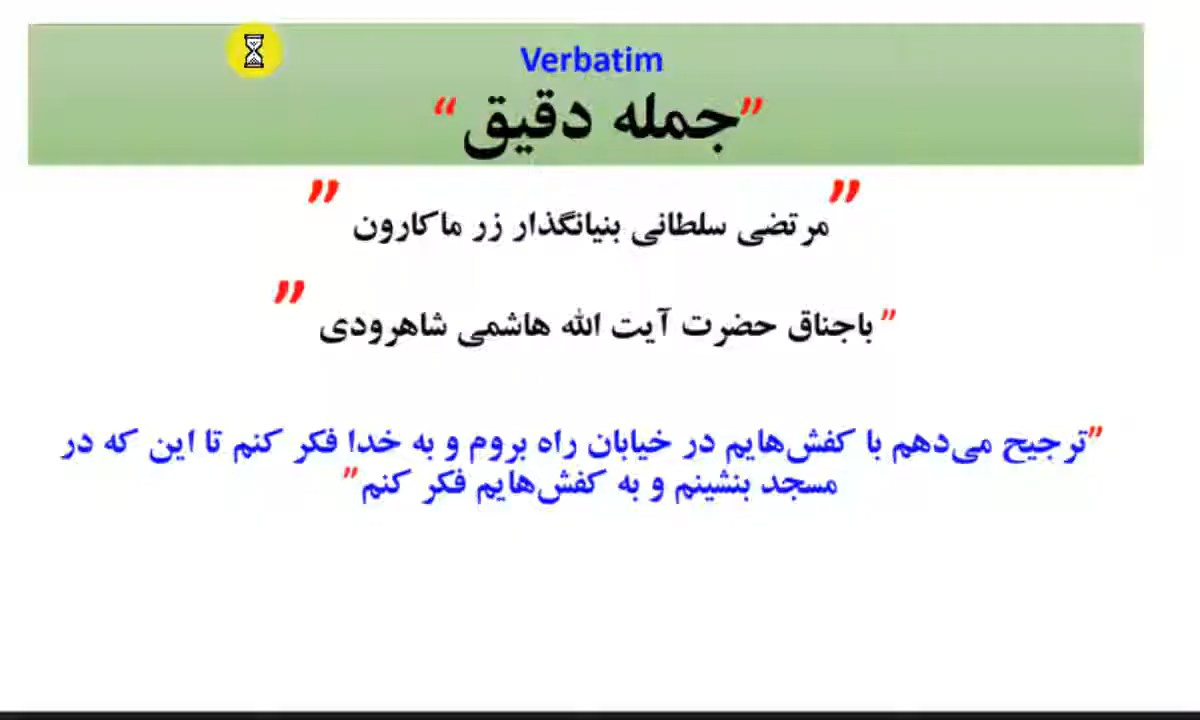 Verbatim
”جمله دقیق“
”مرتضی سلطانی بنیانگذار زر ماکارون”
”باجناق حضرت آیت الله هاشمی شاهرودی”
”ترجیح می‌دهم با کفش‌هایم در خیابان راه بروم و به خدا فکر کنم تا این که در
مسجد بنشینم و به کفش‌هایم فکر کنم”